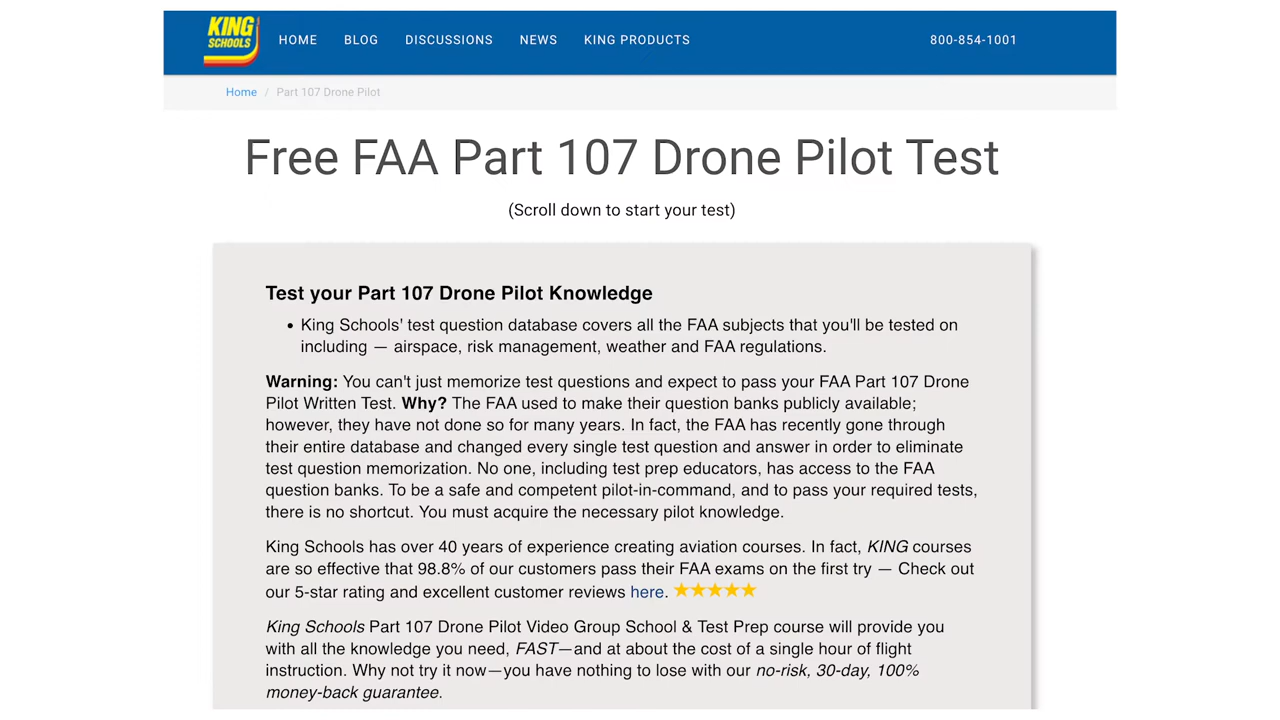 KING
SCHOOLS
HOME BLOG DISCUSSIONS NEWS KING PRODUCTS 800-854-1001
Home / Part 107 Drone Pilot
Free FAA Part 107 Drone Pilot Test
(Scroll down to start your test)
Test your Part 107 Drone Pilot Knowledge
• King Schools' test question database covers all the FAA subjects that you'll be tested on
including — airspace, risk management, weather and FAA regulations.
Warning: You can't just memorize test questions and expect to pass your FAA Part 107 Drone
Pilot Written Test. Why? The FAA used to make their question banks publicly available;
however, they have not done so for many years. In fact, the FAA has recently gone through
their entire database and changed every single test question and answer in order to eliminate
test question memorization. No one, including test prep educators, has access to the FAA
question banks. To be a safe and competent pilot-in-command, and to pass your required tests,
there is no shortcut. You must acquire the necessary pilot knowledge.
King Schools has over 40 years of experience creating aviation courses. In fact, KING courses
are so effective that 98.8% of our customers pass their FAA exams on the first try — Check out
our 5-star rating and excellent customer reviews here. ★★★★★
King Schools Part 107 Drone Pilot Video Group School & Test Prep course will provide you
with all the knowledge you need, FAST—and at about the cost of a single hour of flight
instruction. Why not try it now—you have nothing to lose with our no-risk, 30-day, 100%
money-back guarantee.